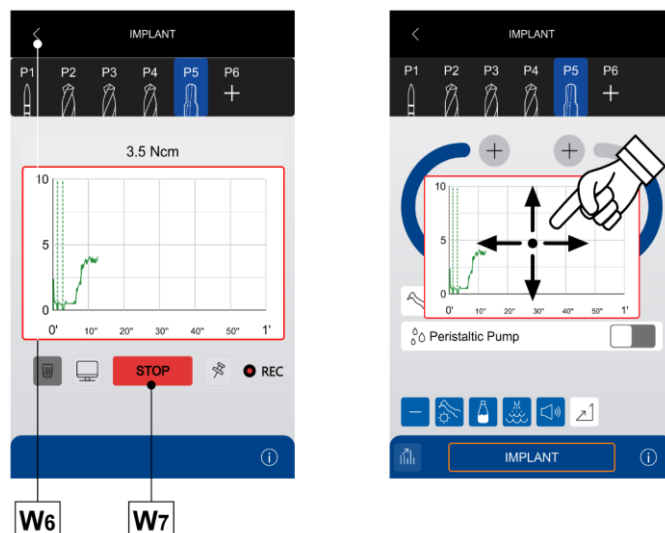 IMPLANT
P1 P2 P3 P4 P5 P6
3.5 Ncm
10
5
0
0' 10" 20" 30" 40" 50" 1'
STOP REC
W6 W7
IMPLANT
P1 P2 P3 P4 P5 P6
10
5
0
0' 10" 20" 30" 40" 50" 1'
Peristaltic Pump
1
IMPLANT